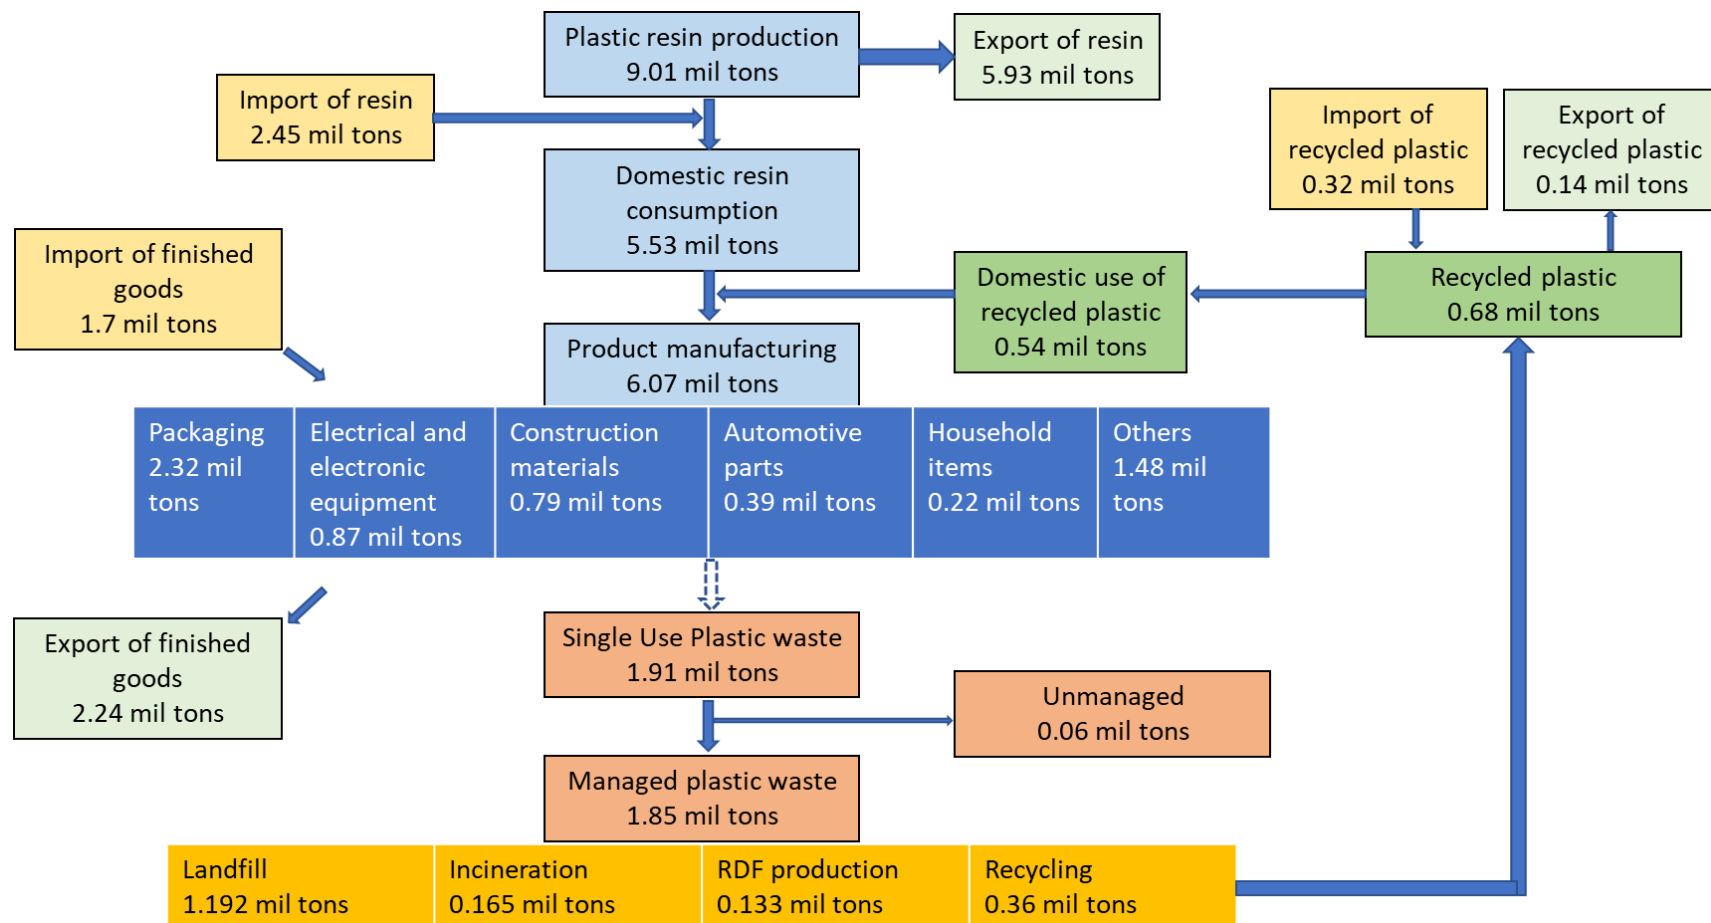 Plastic resin production
9.01 mil tons
Export of resin
5.93 mil tons
Import of resin
2.45 mil tons
Import of
recycled plastic
0.32 mil tons
Export of
recycled plastic
0.14 mil tons
Domestic resin
consumption
5.53 mil tons
Import of finished
goods
1.7 mil tons
Domestic use of
recycled plastic
0.54 mil tons
Recycled plastic
0.68 mil tons
Product manufacturing
6.07 mil tons
Packaging
2.32 mil
tons
Electrical and
electronic
equipment
0.87 mil tons
Construction
materials
0.79 mil tons
Automotive
parts
0.39 mil tons
Household
items
0.22 mil tons
Others
1.48 mil
tons
Export of finished
goods
2.24 mil tons
Single Use Plastic waste
1.91 mil tons
Unmanaged
0.06 mil tons
Managed plastic waste
1.85 mil tons
Landfill
1.192 mil tons
Incineration
0.165 mil tons
RDF production
0.133 mil tons
Recycling
0.36 mil tons